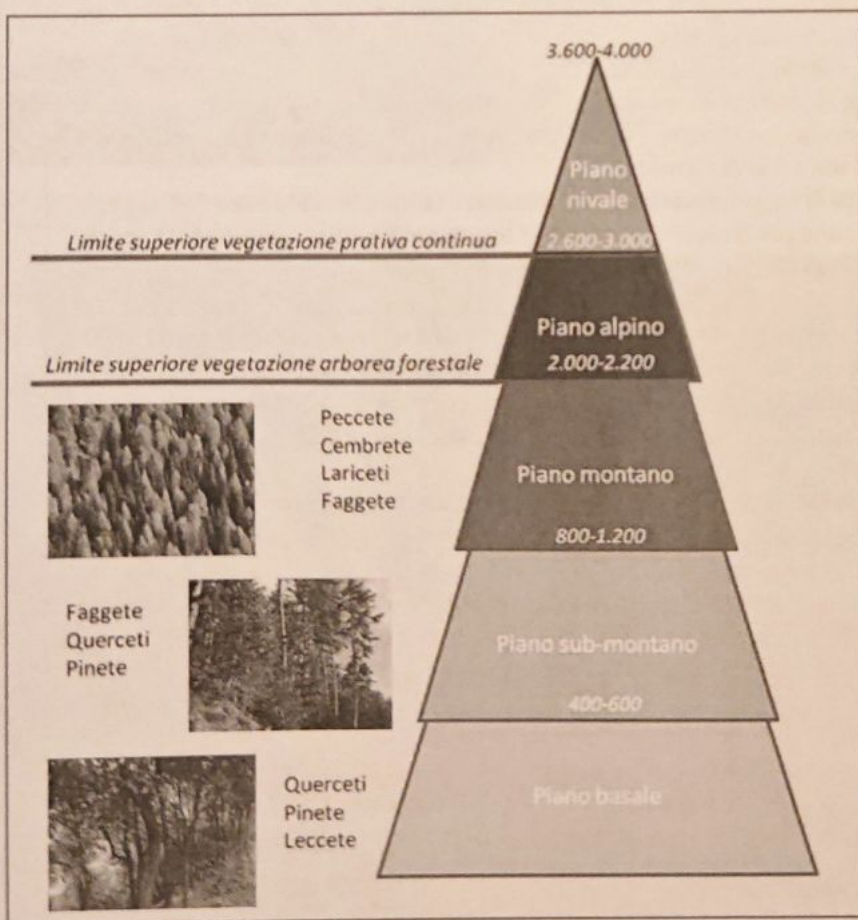 3.600-4.000
Piano
nivale
2.600-3.000
Limite superiore vegetazione prativa continua
Piano alpino
2.000-2.200
Limite superiore vegetazione arborea forestale
Peccete
Cembrete
Lariceti
Faggete
Piano montano
800-1.200
Faggete
Querceti
Pinete
Piano sub-montano
400-600
Querceti
Pinete
Leccete
Piano basale